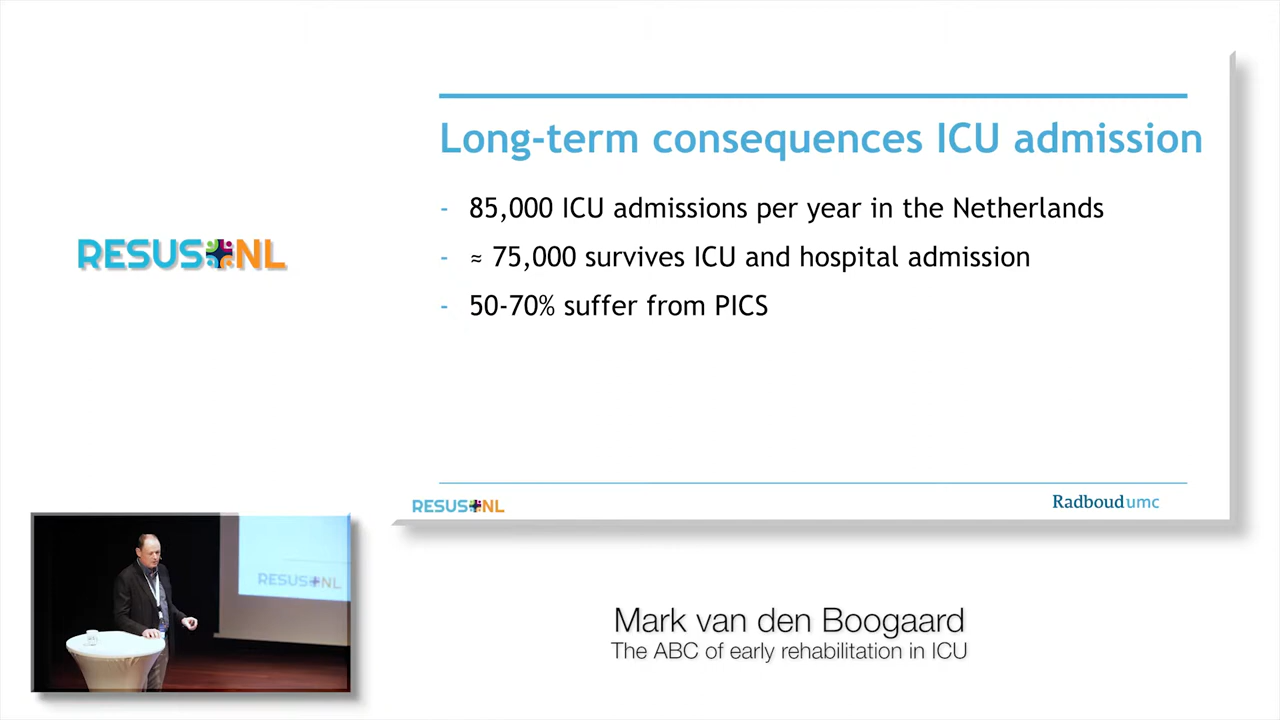 Long-term consequences ICU admission
- 85,000 ICU admissions per year in the Netherlands
- ≈ 75,000 survives ICU and hospital admission
- 50-70% suffer from PICS
RESUS NL
RESUS NL
Radboudumc
RESUS NL
Mark van den Boogaard
The ABC of early rehabilitation in ICU